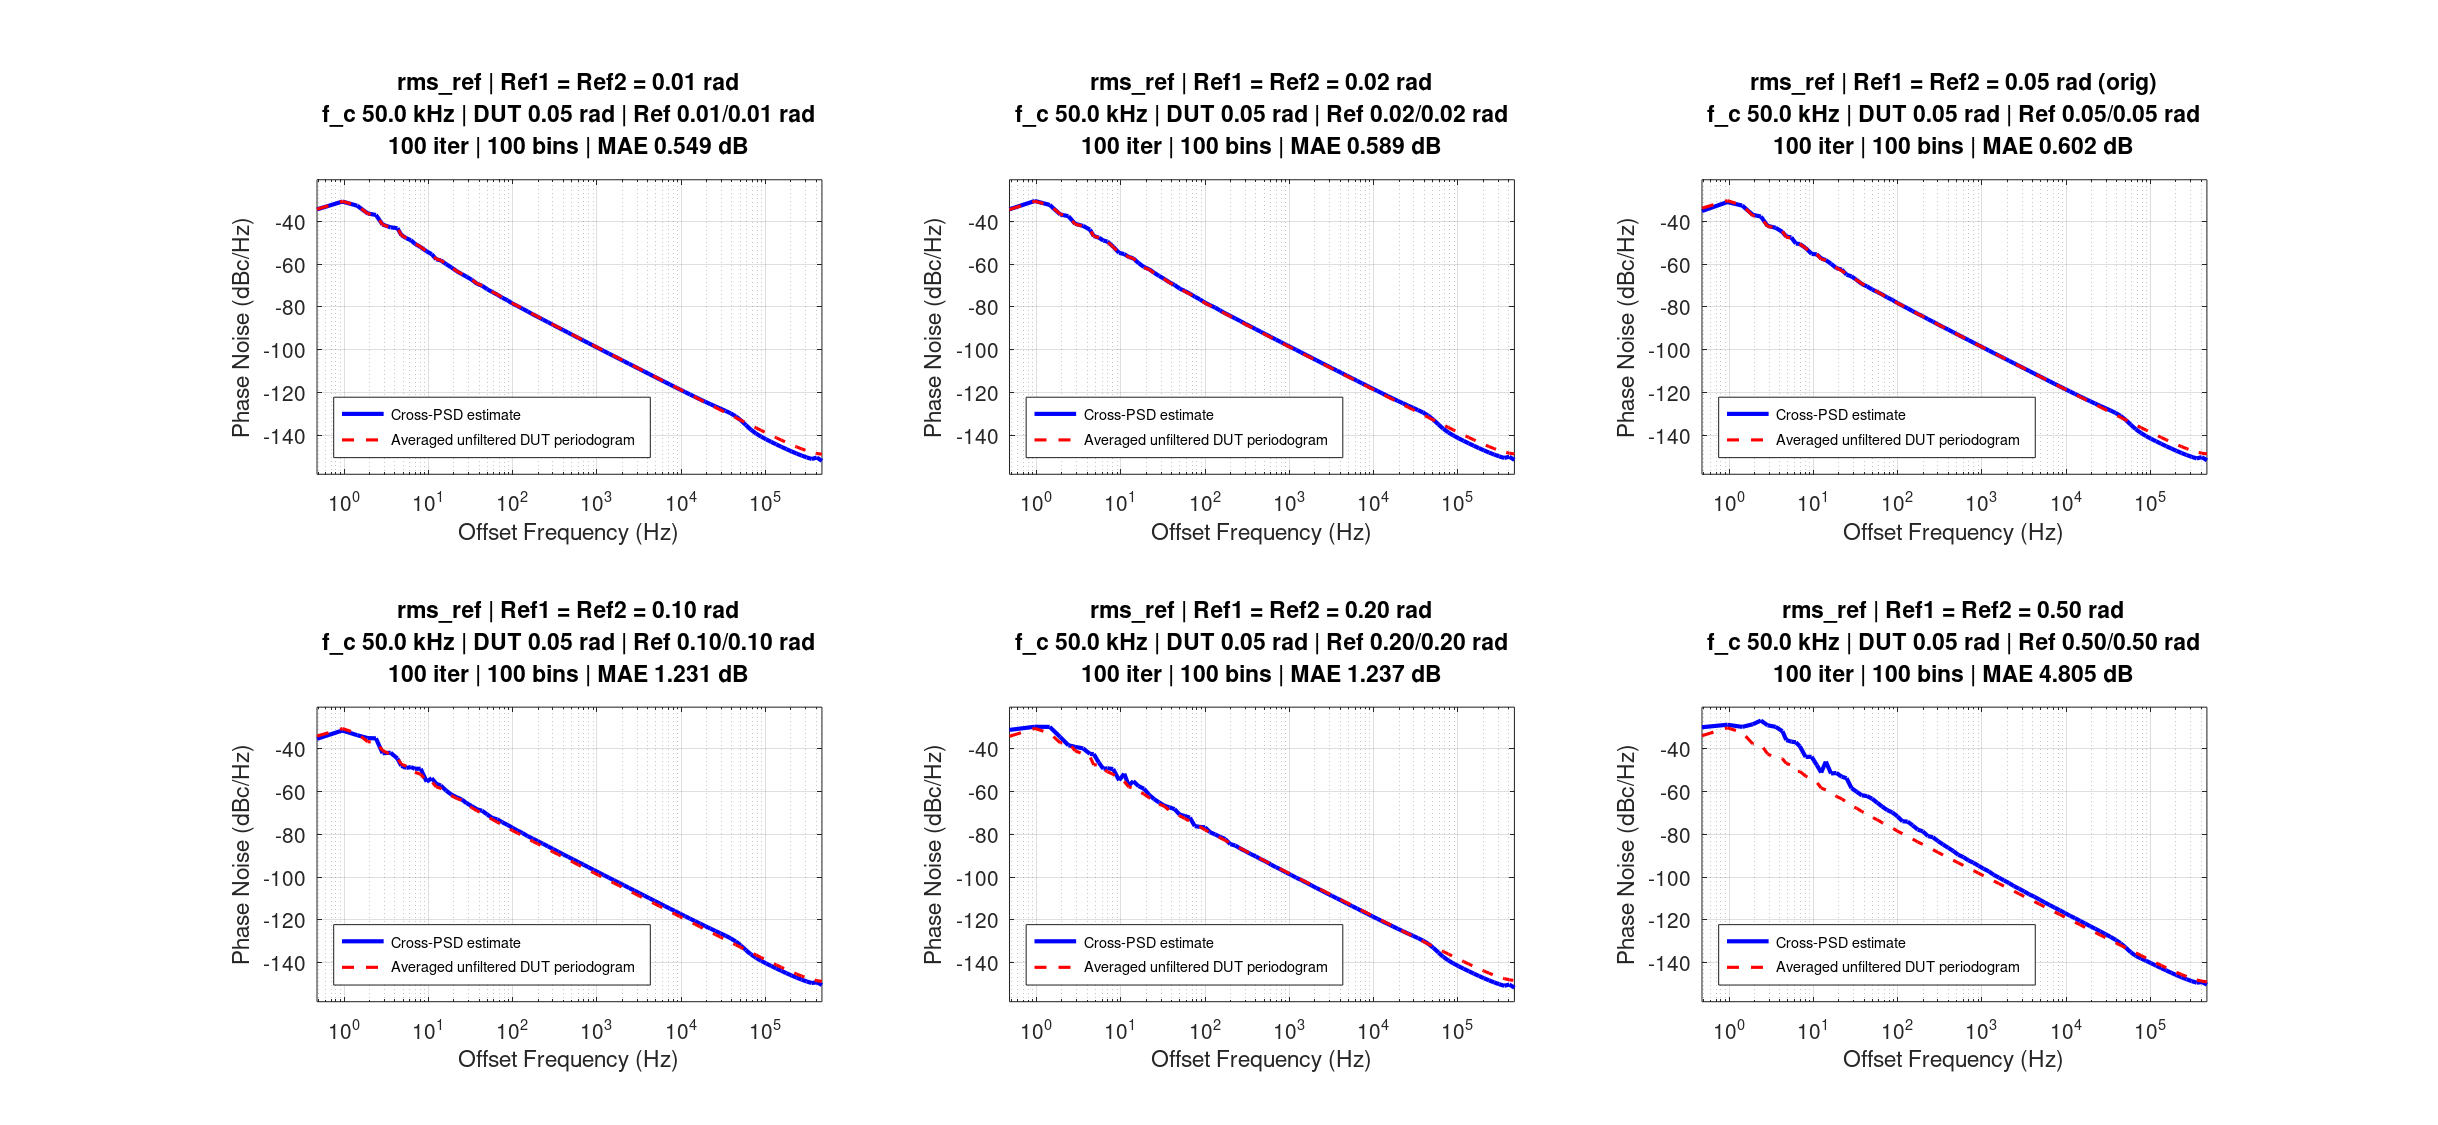 rms_ref | Ref1 = Ref2 = 0.01 rad
f_c 50.0 kHz | DUT 0.05 rad | Ref 0.01/0.01 rad
100 iter | 100 bins | MAE 0.549 dB
Phase Noise (dBc/Hz)
-40
-60
-80
-100
-120
-140
Cross-PSD estimate
Averaged unfiltered DUT periodogram
10^0 10^1 10^2 10^3 10^4 10^5
Offset Frequency (Hz)
rms_ref | Ref1 = Ref2 = 0.02 rad
f_c 50.0 kHz | DUT 0.05 rad | Ref 0.02/0.02 rad
100 iter | 100 bins | MAE 0.589 dB
Phase Noise (dBc/Hz)
-40
-60
-80
-100
-120
-140
Cross-PSD estimate
Averaged unfiltered DUT periodogram
10^0 10^1 10^2 10^3 10^4 10^5
Offset Frequency (Hz)
rms_ref | Ref1 = Ref2 = 0.05 rad (orig)
f_c 50.0 kHz | DUT 0.05 rad | Ref 0.05/0.05 rad
100 iter | 100 bins | MAE 0.602 dB
Phase Noise (dBc/Hz)
-40
-60
-80
-100
-120
-140
Cross-PSD estimate
Averaged unfiltered DUT periodogram
10^0 10^1 10^2 10^3 10^4 10^5
Offset Frequency (Hz)
rms_ref | Ref1 = Ref2 = 0.10 rad
f_c 50.0 kHz | DUT 0.05 rad | Ref 0.10/0.10 rad
100 iter | 100 bins | MAE 1.231 dB
Phase Noise (dBc/Hz)
-40
-60
-80
-100
-120
-140
Cross-PSD estimate
Averaged unfiltered DUT periodogram
10^0 10^1 10^2 10^3 10^4 10^5
Offset Frequency (Hz)
rms_ref | Ref1 = Ref2 = 0.20 rad
f_c 50.0 kHz | DUT 0.05 rad | Ref 0.20/0.20 rad
100 iter | 100 bins | MAE 1.237 dB
Phase Noise (dBc/Hz)
-40
-60
-80
-100
-120
-140
Cross-PSD estimate
Averaged unfiltered DUT periodogram
10^0 10^1 10^2 10^3 10^4 10^5
Offset Frequency (Hz)
rms_ref | Ref1 = Ref2 = 0.50 rad
f_c 50.0 kHz | DUT 0.05 rad | Ref 0.50/0.50 rad
100 iter | 100 bins | MAE 4.805 dB
Phase Noise (dBc/Hz)
-40
-60
-80
-100
-120
-140
Cross-PSD estimate
Averaged unfiltered DUT periodogram
10^0 10^1 10^2 10^3 10^4 10^5
Offset Frequency (Hz)